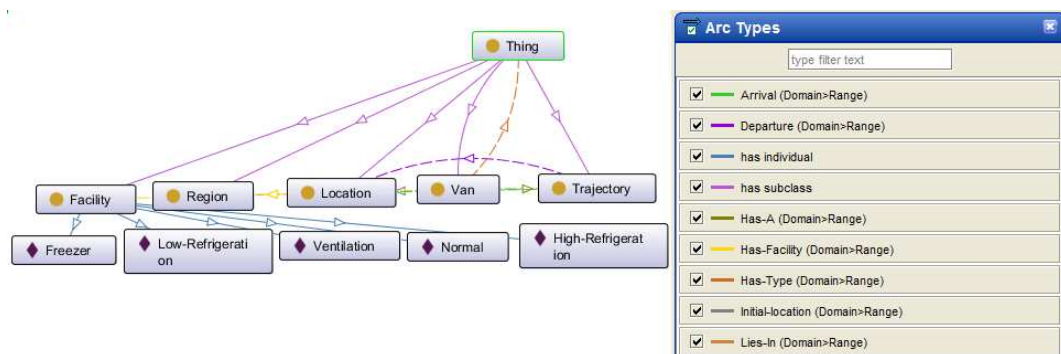 Thing
Facility
Region
Location
Van
Trajectory
Freezer
Low-Refrigerati
on
Ventilation
Normal
High-Refrigerat
ion
Arc Types
type filter text
Arrival (Domain>Range)
Departure (Domain>Range)
has individual
has subclass
Has-A (Domain>Range)
Has-Facility (Domain>Range)
Has-Type (Domain>Range)
Initial-location (Domain>Range)
Lies-In (Domain>Range)